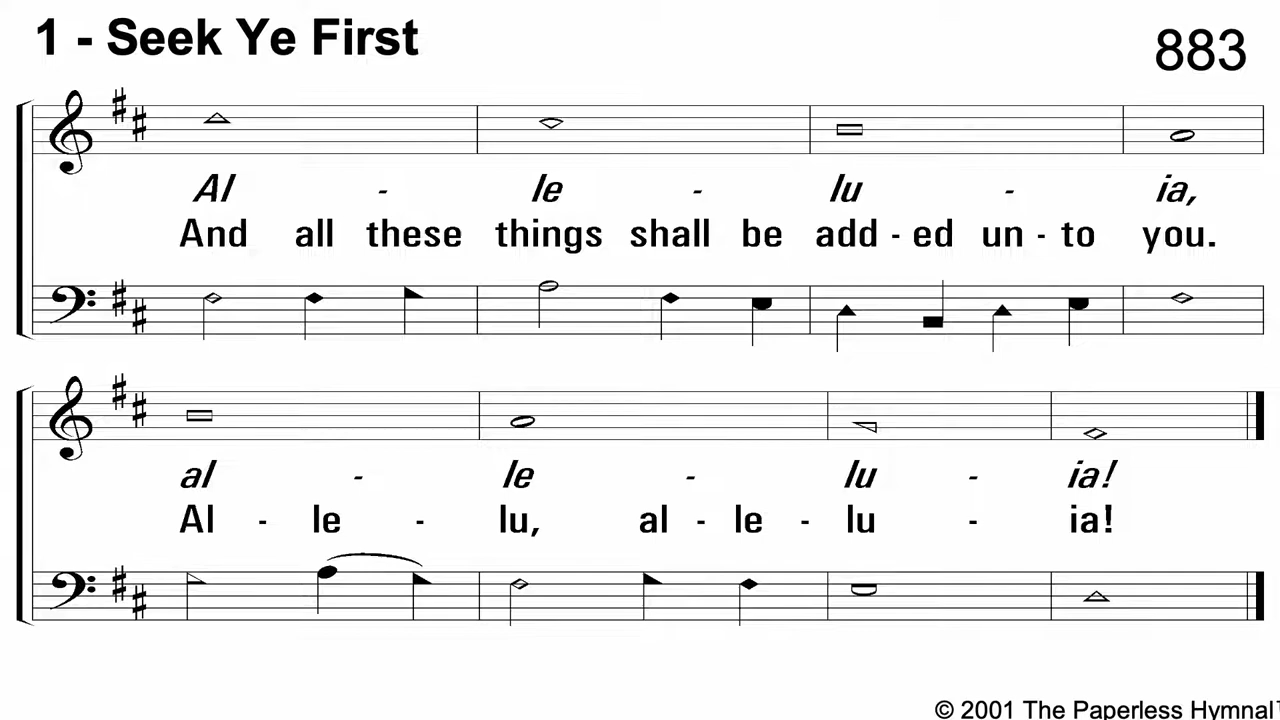 1 - Seek Ye First
883
Al - le - lu - ia,
And all these things shall be add - ed un - to you.
al - le - lu - ia!
Al - le - lu, al - le - lu - ia!
© 2001 The Paperless Hymnal™